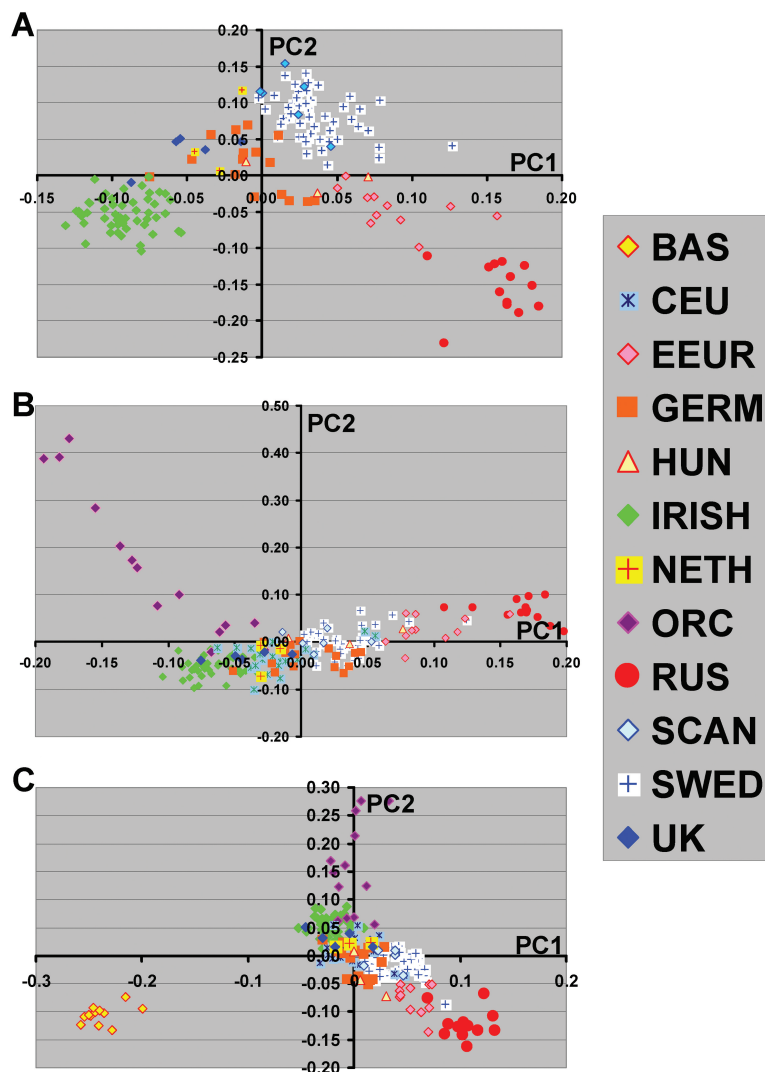 A
PC2
0.20
0.15
0.10
0.05
0.00
PC1
-0.15 -0.10 -0.05 0.00 0.05 0.10 0.15 0.20
-0.05
-0.10
-0.15
-0.20
-0.25
B
0.50
PC2
0.40
0.30
0.20
0.10
0.00
PC1
-0.20 -0.15 -0.10 -0.05 0.00 0.05 0.10 0.15 0.20
-0.10
-0.20
C
0.30
PC2
0.25
0.20
0.15
0.10
0.05
0.00
PC1
-0.3 -0.2 -0.1 0 0.1 0.2
-0.05
-0.10
-0.15
-0.20
BAS
CEU
EEUR
GERM
HUN
IRISH
NETH
ORC
RUS
SCAN
SWED
UK